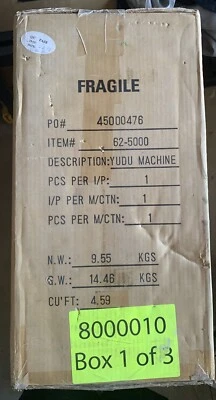 FRAGILE
PO# 45000476
ITEM# 62-5000
DESCRIPTION:YUDU MACHINE
PCS PER I/P: 1
I/P PER M/CTN: 1
PCS PER M/CTN: 1
N.W.: 9.55 KGS
G.W.: 14.46 KGS
CU'FT: 4.59
8000010
Box 1 of 3